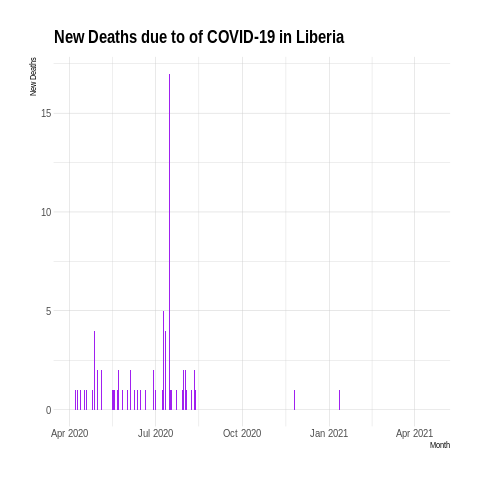 New Deaths due to of COVID-19 in Liberia
New Deaths
15
10
5
0
Apr 2020 Jul 2020 Oct 2020 Jan 2021 Apr 2021
Month